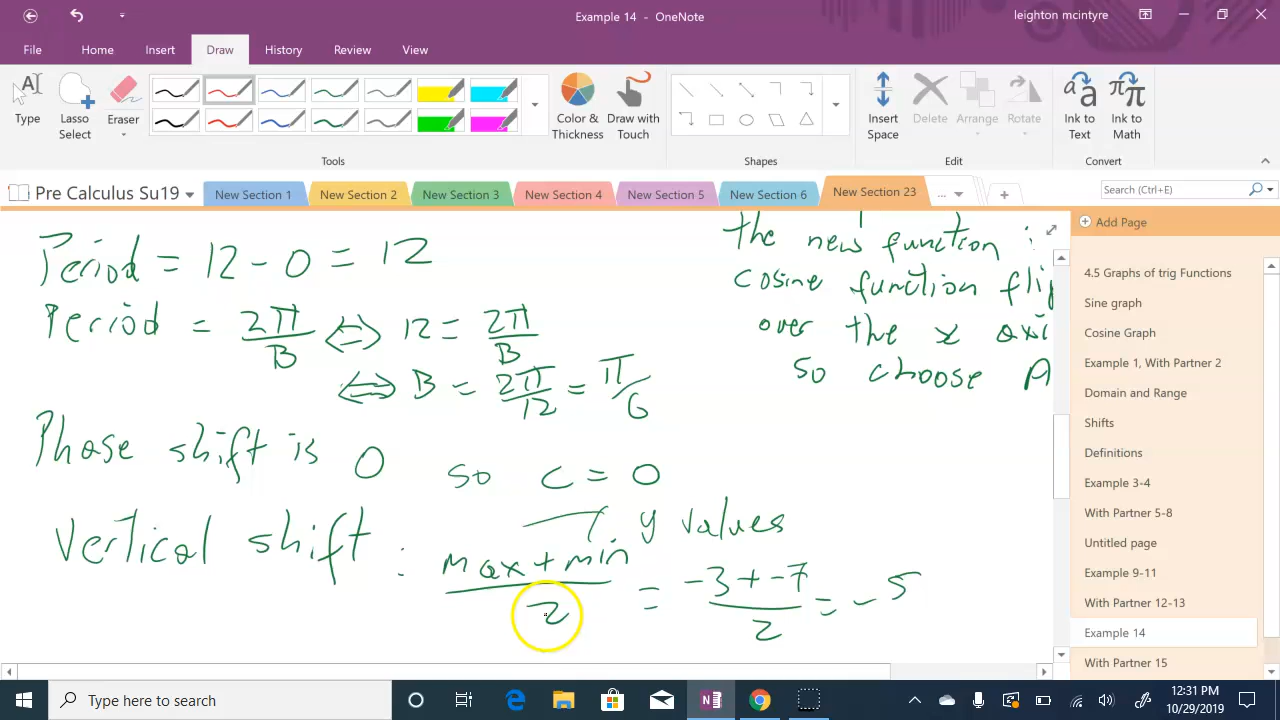 Example 14 - OneNote
leighton mcintyre
File Home Insert Draw History Review View
Type
Lasso Select
Eraser
Color & Thickness
Draw with Touch
Insert Space
Delete
Arrange
Rotate
Ink to Text
Ink to Math
Tools
Shapes
Edit
Convert
Pre Calculus Su19
New Section 1
New Section 2
New Section 3
New Section 4
New Section 5
New Section 6
New Section 23
...
Search (Ctrl+E)
Period = 12 - 0 = 12
Period = 2π/B ⇔ 12 = 2π/B
⇔ B = 2π/12 = π/6
Phase shift is 0 so c = 0
y values
Vertical shift : max + min / 2 = -3 + -7 / 2 = -5
the new function i
cosine function flip
over the x axi
so choose A
Add Page
4.5 Graphs of trig Functions
Sine graph
Cosine Graph
Example 1, With Partner 2
Domain and Range
Shifts
Definitions
Example 3-4
With Partner 5-8
Untitled page
Example 9-11
With Partner 12-13
Example 14
With Partner 15
Type here to search
12:31 PM
10/29/2019